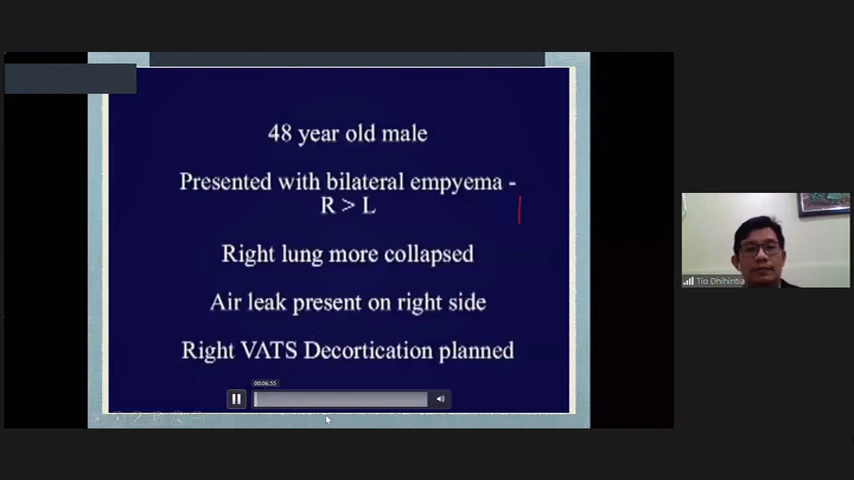 48 year old male
Presented with bilateral empyema -
R > L
Right lung more collapsed
Air leak present on right side
Right VATS Decortication planned
00:06.55
Tio Dhihintia